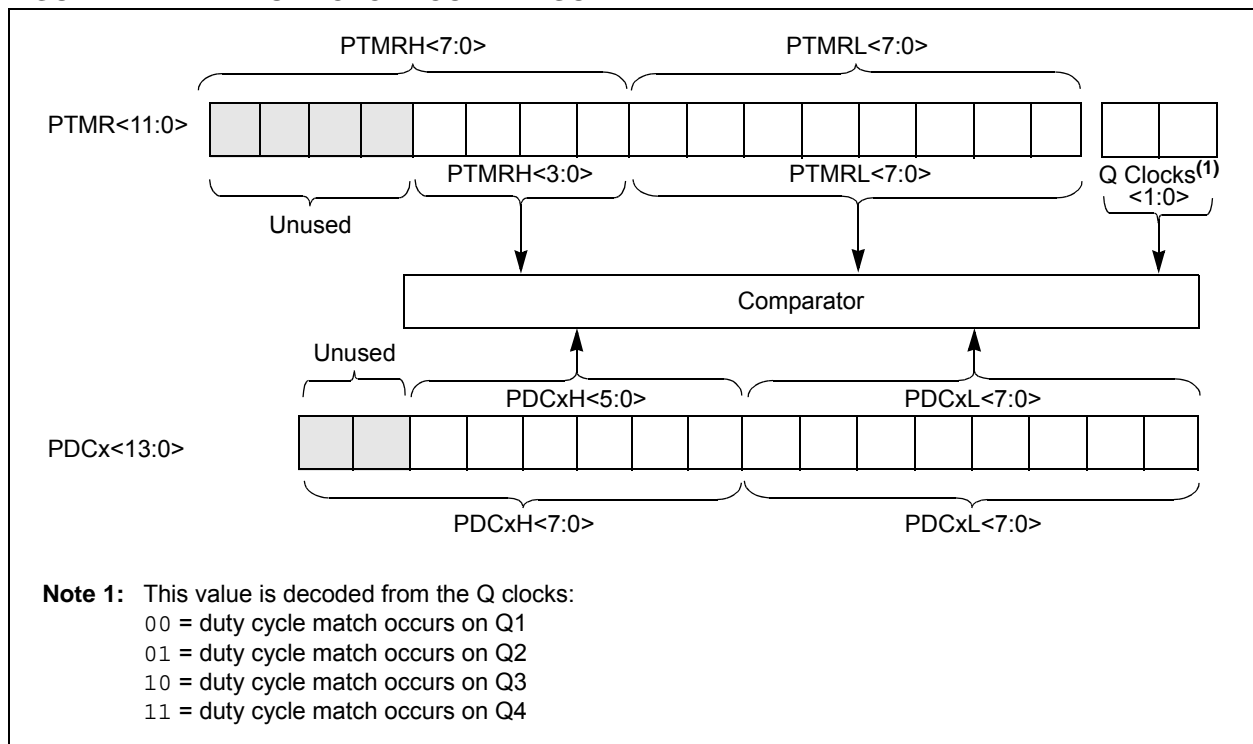 PTMRH<7:0> PTMRL<7:0>
PTMR<11:0>
PTMRH<3:0> PTMRL<7:0> Q Clocks(1)
<1:0>
Unused
Comparator
Unused
PDCxH<5:0> PDCxL<7:0>
PDCx<13:0>
PDCxH<7:0> PDCxL<7:0>
Note 1: This value is decoded from the Q clocks:
00 = duty cycle match occurs on Q1
01 = duty cycle match occurs on Q2
10 = duty cycle match occurs on Q3
11 = duty cycle match occurs on Q4